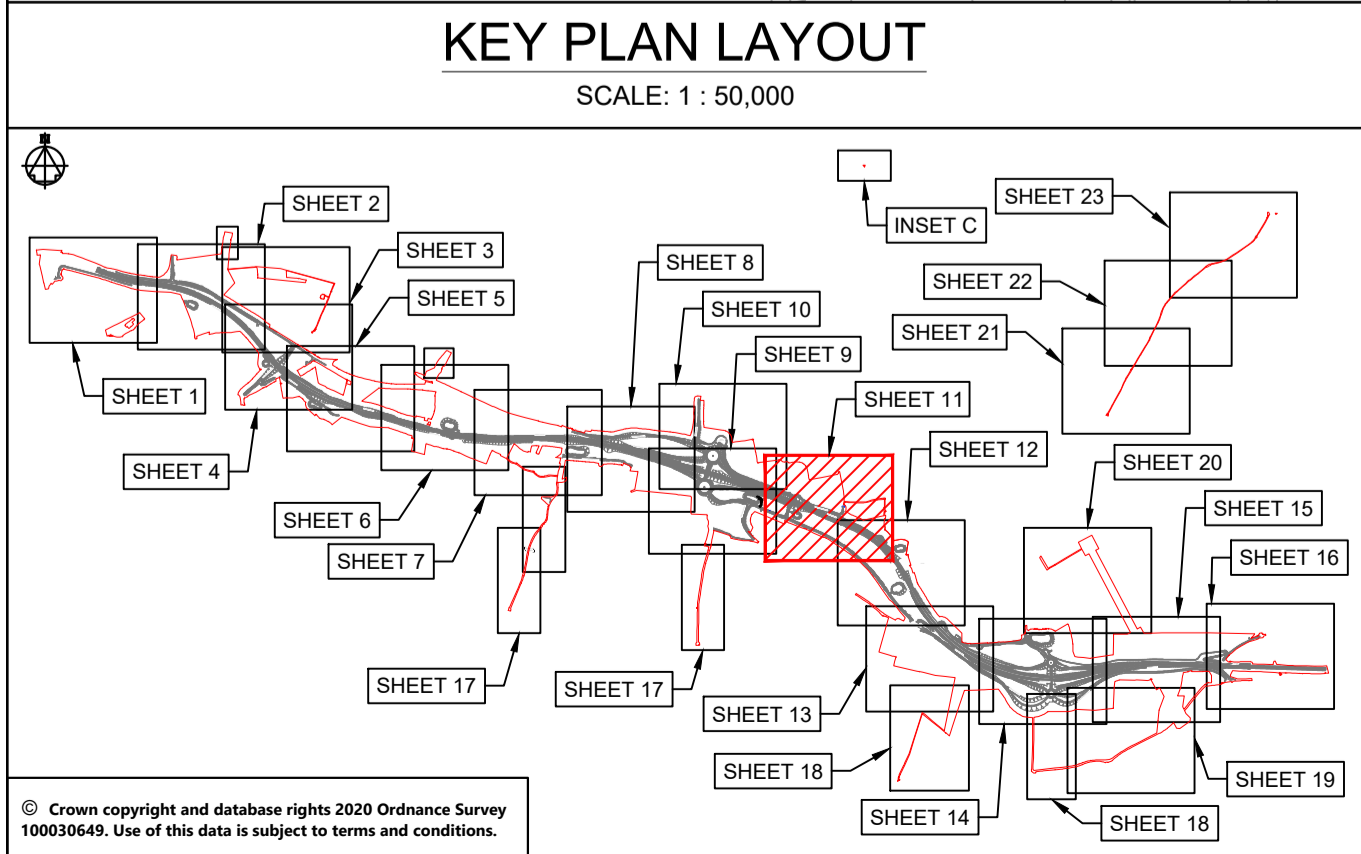 KEY PLAN LAYOUT
SCALE: 1 : 50,000
SHEET 2
SHEET 3
SHEET 5
SHEET 1
SHEET 4
SHEET 6
SHEET 7
SHEET 17
SHEET 8
SHEET 10
SHEET 9
SHEET 11
SHEET 12
SHEET 17
INSET C
SHEET 23
SHEET 22
SHEET 21
SHEET 20
SHEET 15
SHEET 16
SHEET 13
SHEET 18
SHEET 14
SHEET 18
SHEET 19
© Crown copyright and database rights 2020 Ordnance Survey
100030649. Use of this data is subject to terms and conditions.